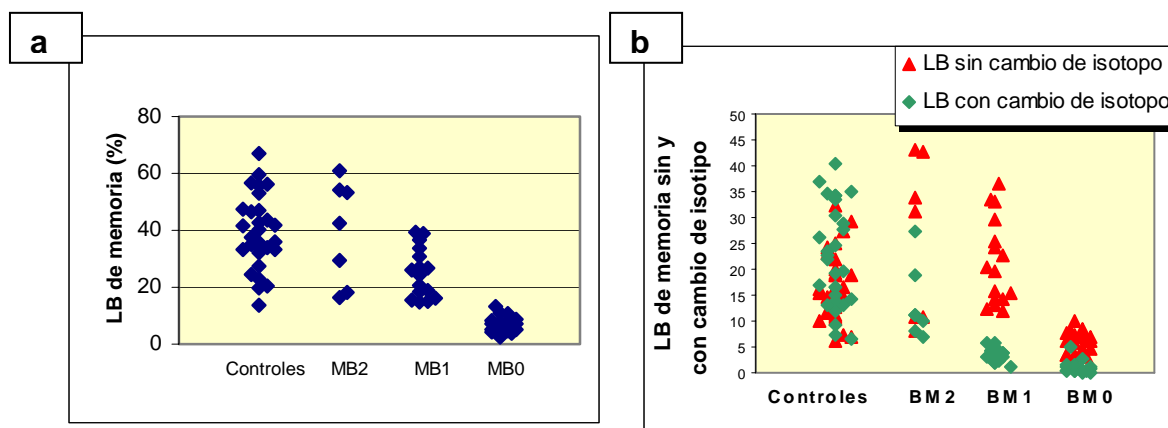 a
LB de memoria (%)
80
60
40
20
0
Controles MB2 MB1 MB0
b
LB sin cambio de isotopo
LB con cambio de isotopo
LB de memoria sin y
con cambio de isotipo
50
45
40
35
30
25
20
15
10
5
0
Controles BM2 BM1 BM0